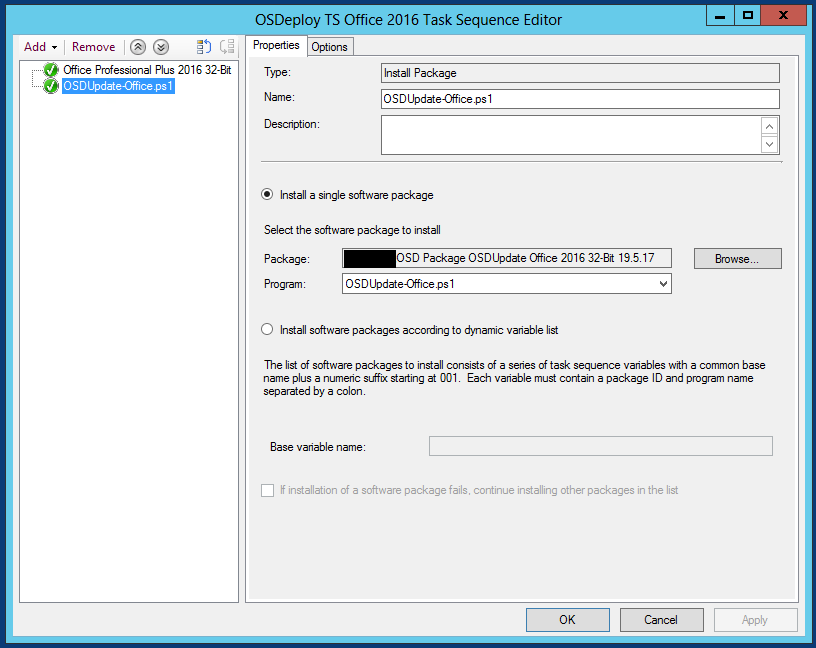 OSDeploy TS Office 2016 Task Sequence Editor
Add Remove
Office Professional Plus 2016 32-Bit
OSDUpdate-Office.ps1
Properties Options
Type: Install Package
Name: OSDUpdate-Office.ps1
Description:
Install a single software package
Select the software package to install
Package: OSD Package OSDUpdate Office 2016 32-Bit 19.5.17 Browse...
Program: OSDUpdate-Office.ps1
Install software packages according to dynamic variable list
The list of software packages to install consists of a series of task sequence variables with a common base
name plus a numeric suffix starting at 001.  Each variable must contain a package ID and program name
separated by a colon.
Base variable name:
If installation of a software package fails, continue installing other packages in the list
OK Cancel Apply